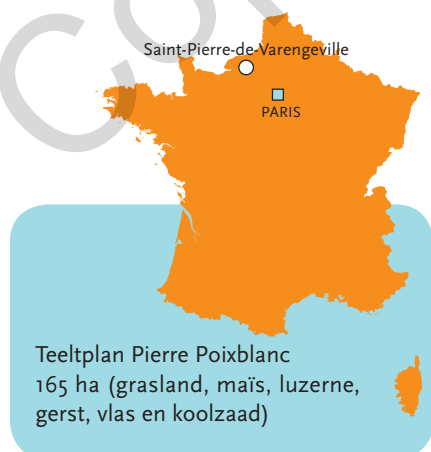 Saint-Pierre-de-Varengeville
PARIS
Teeltplan Pierre Poixblanc
165 ha (grasland, maïs, luzerne,
gerst, vlas en koolzaad)